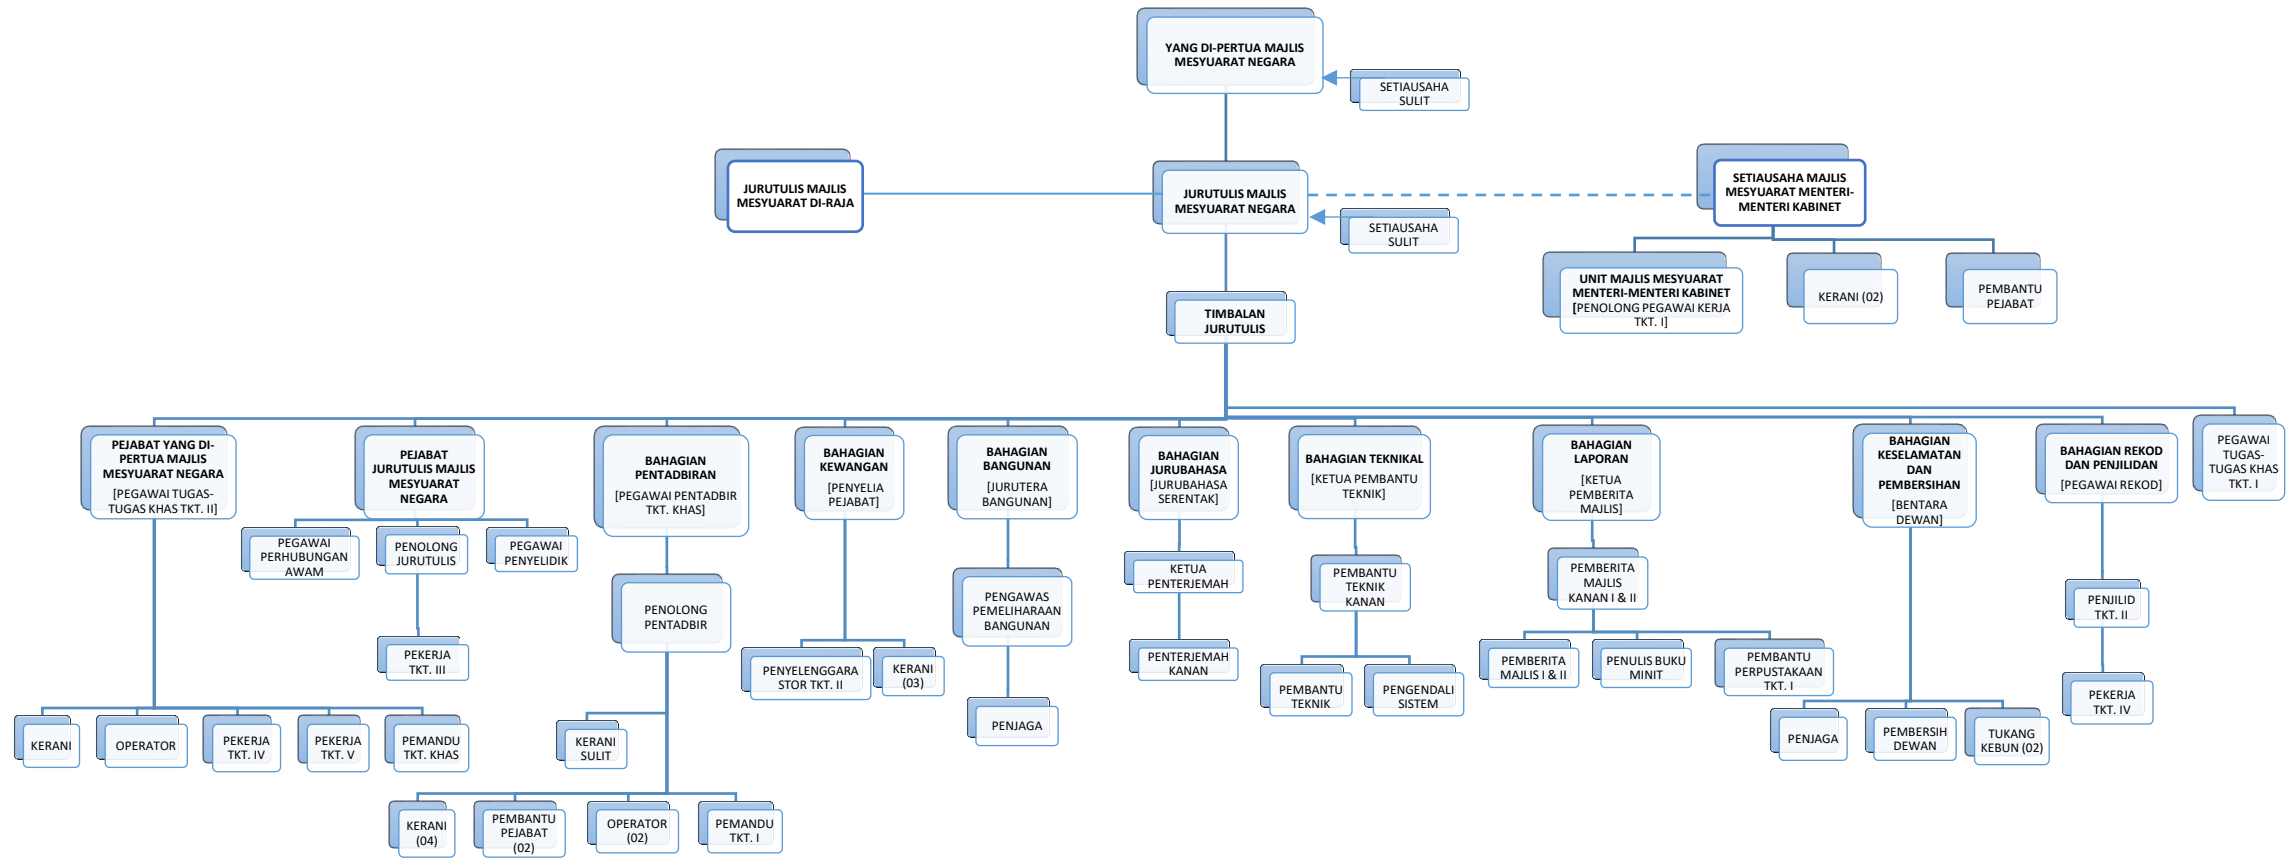 YANG DI-PERTUA MAJLIS
MESYUARAT NEGARA
SETIAUSAHA
SULIT
JURUTULIS MAJLIS
MESYUARAT DI-RAJA
JURUTULIS MAJLIS
MESYUARAT NEGARA
SETIAUSAHA
SULIT
SETIAUSAHA MAJLIS
MESYUARAT MENTERI-
MENTERI KABINET
UNIT MAJLIS MESYUARAT
MENTERI-MENTERI KABINET
[PENOLONG PEGAWAI KERJA
TKT. I]
KERANI (02)
PEMBANTU
PEJABAT
TIMBALAN
JURUTULIS
PEJABAT YANG DI-
PERTUA MAJLIS
MESYUARAT NEGARA
[PEGAWAI TUGAS-
TUGAS KHAS TKT. II]
PEJABAT
JURUTULIS MAJLIS
MESYUARAT
NEGARA
BAHAGIAN
PENTADBIRAN
[PEGAWAI PENTADBIR
TKT. KHAS]
BAHAGIAN
KEWANGAN
[PENYELIA
PEJABAT]
BAHAGIAN
BANGUNAN
[JURUTERA
BANGUNAN]
BAHAGIAN
JURUBAHASA
[JURUBAHASA
SERENTAK]
BAHAGIAN TEKNIKAL
[KETUA PEMBANTU
TEKNIK]
BAHAGIAN
LAPORAN
[KETUA
PEMBERITA
MAJLIS]
BAHAGIAN
KESELAMATAN
DAN
PEMBERSIHAN
[BENTARA
DEWAN]
BAHAGIAN REKOD
DAN PENJILIDAN
[PEGAWAI REKOD]
PEGAWAI
TUGAS-
TUGAS KHAS
TKT. I
PEGAWAI
PERHUBUNGAN
AWAM
PENOLONG
JURUTULIS
PEGAWAI
PENYELIDIK
PEKERJA
TKT. III
PENOLONG
PENTADBIR
PENYELENGGARA
STOR TKT. II
KERANI
(03)
PENGAWAS
PEMELIHARAAN
BANGUNAN
PENJAGA
KETUA
PENTERJEMAH
PENTERJEMAH
KANAN
PEMBANTU
TEKNIK
KANAN
PEMBANTU
TEKNIK
PENGENDALI
SISTEM
PEMBERITA
MAJLIS
KANAN I & II
PEMBERITA
MAJLIS I & II
PENULIS BUKU
MINIT
PEMBANTU
PERPUSTAKAAN
TKT. I
PENJAGA
PEMBERSIH
DEWAN
TUKANG
KEBUN (02)
PENJILID
TKT. II
PEKERJA
TKT. IV
KERANI
OPERATOR
PEKERJA
TKT. IV
PEKERJA
TKT. V
PEMANDU
TKT. KHAS
KERANI
SULIT
KERANI
(04)
PEMBANTU
PEJABAT
(02)
OPERATOR
(02)
PEMANDU
TKT. I